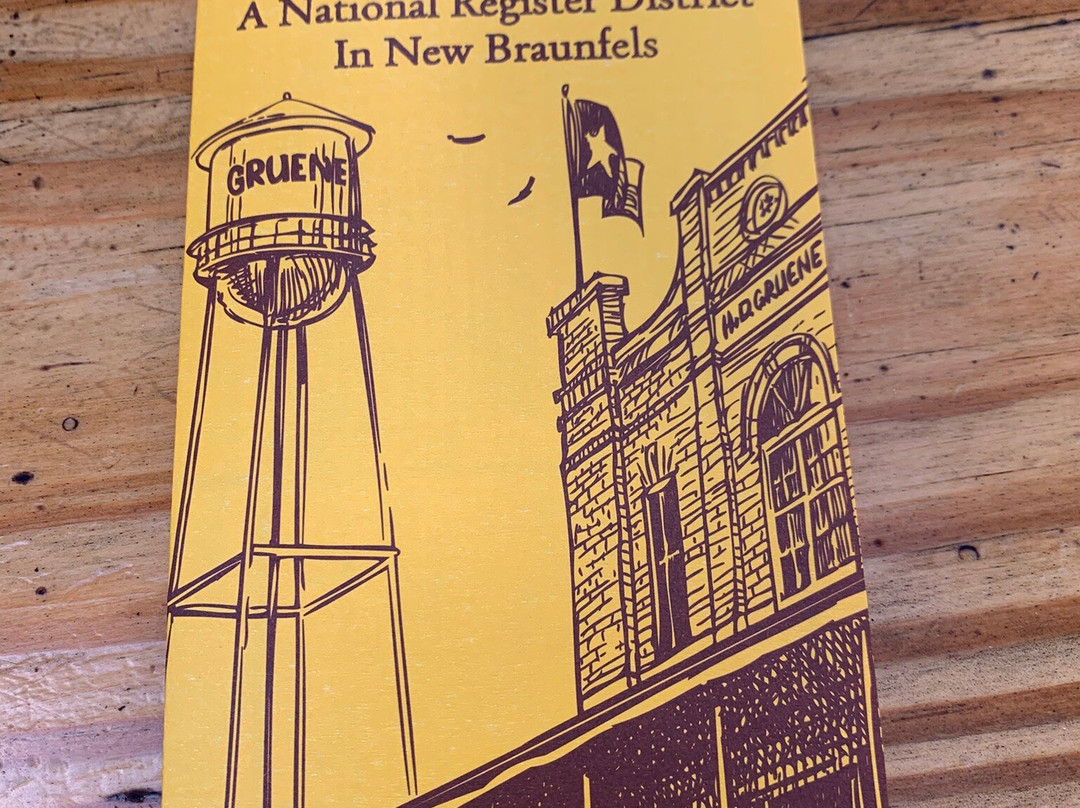 A National Register District
In New Braunfels
GRUENE
H.D. GRUENE